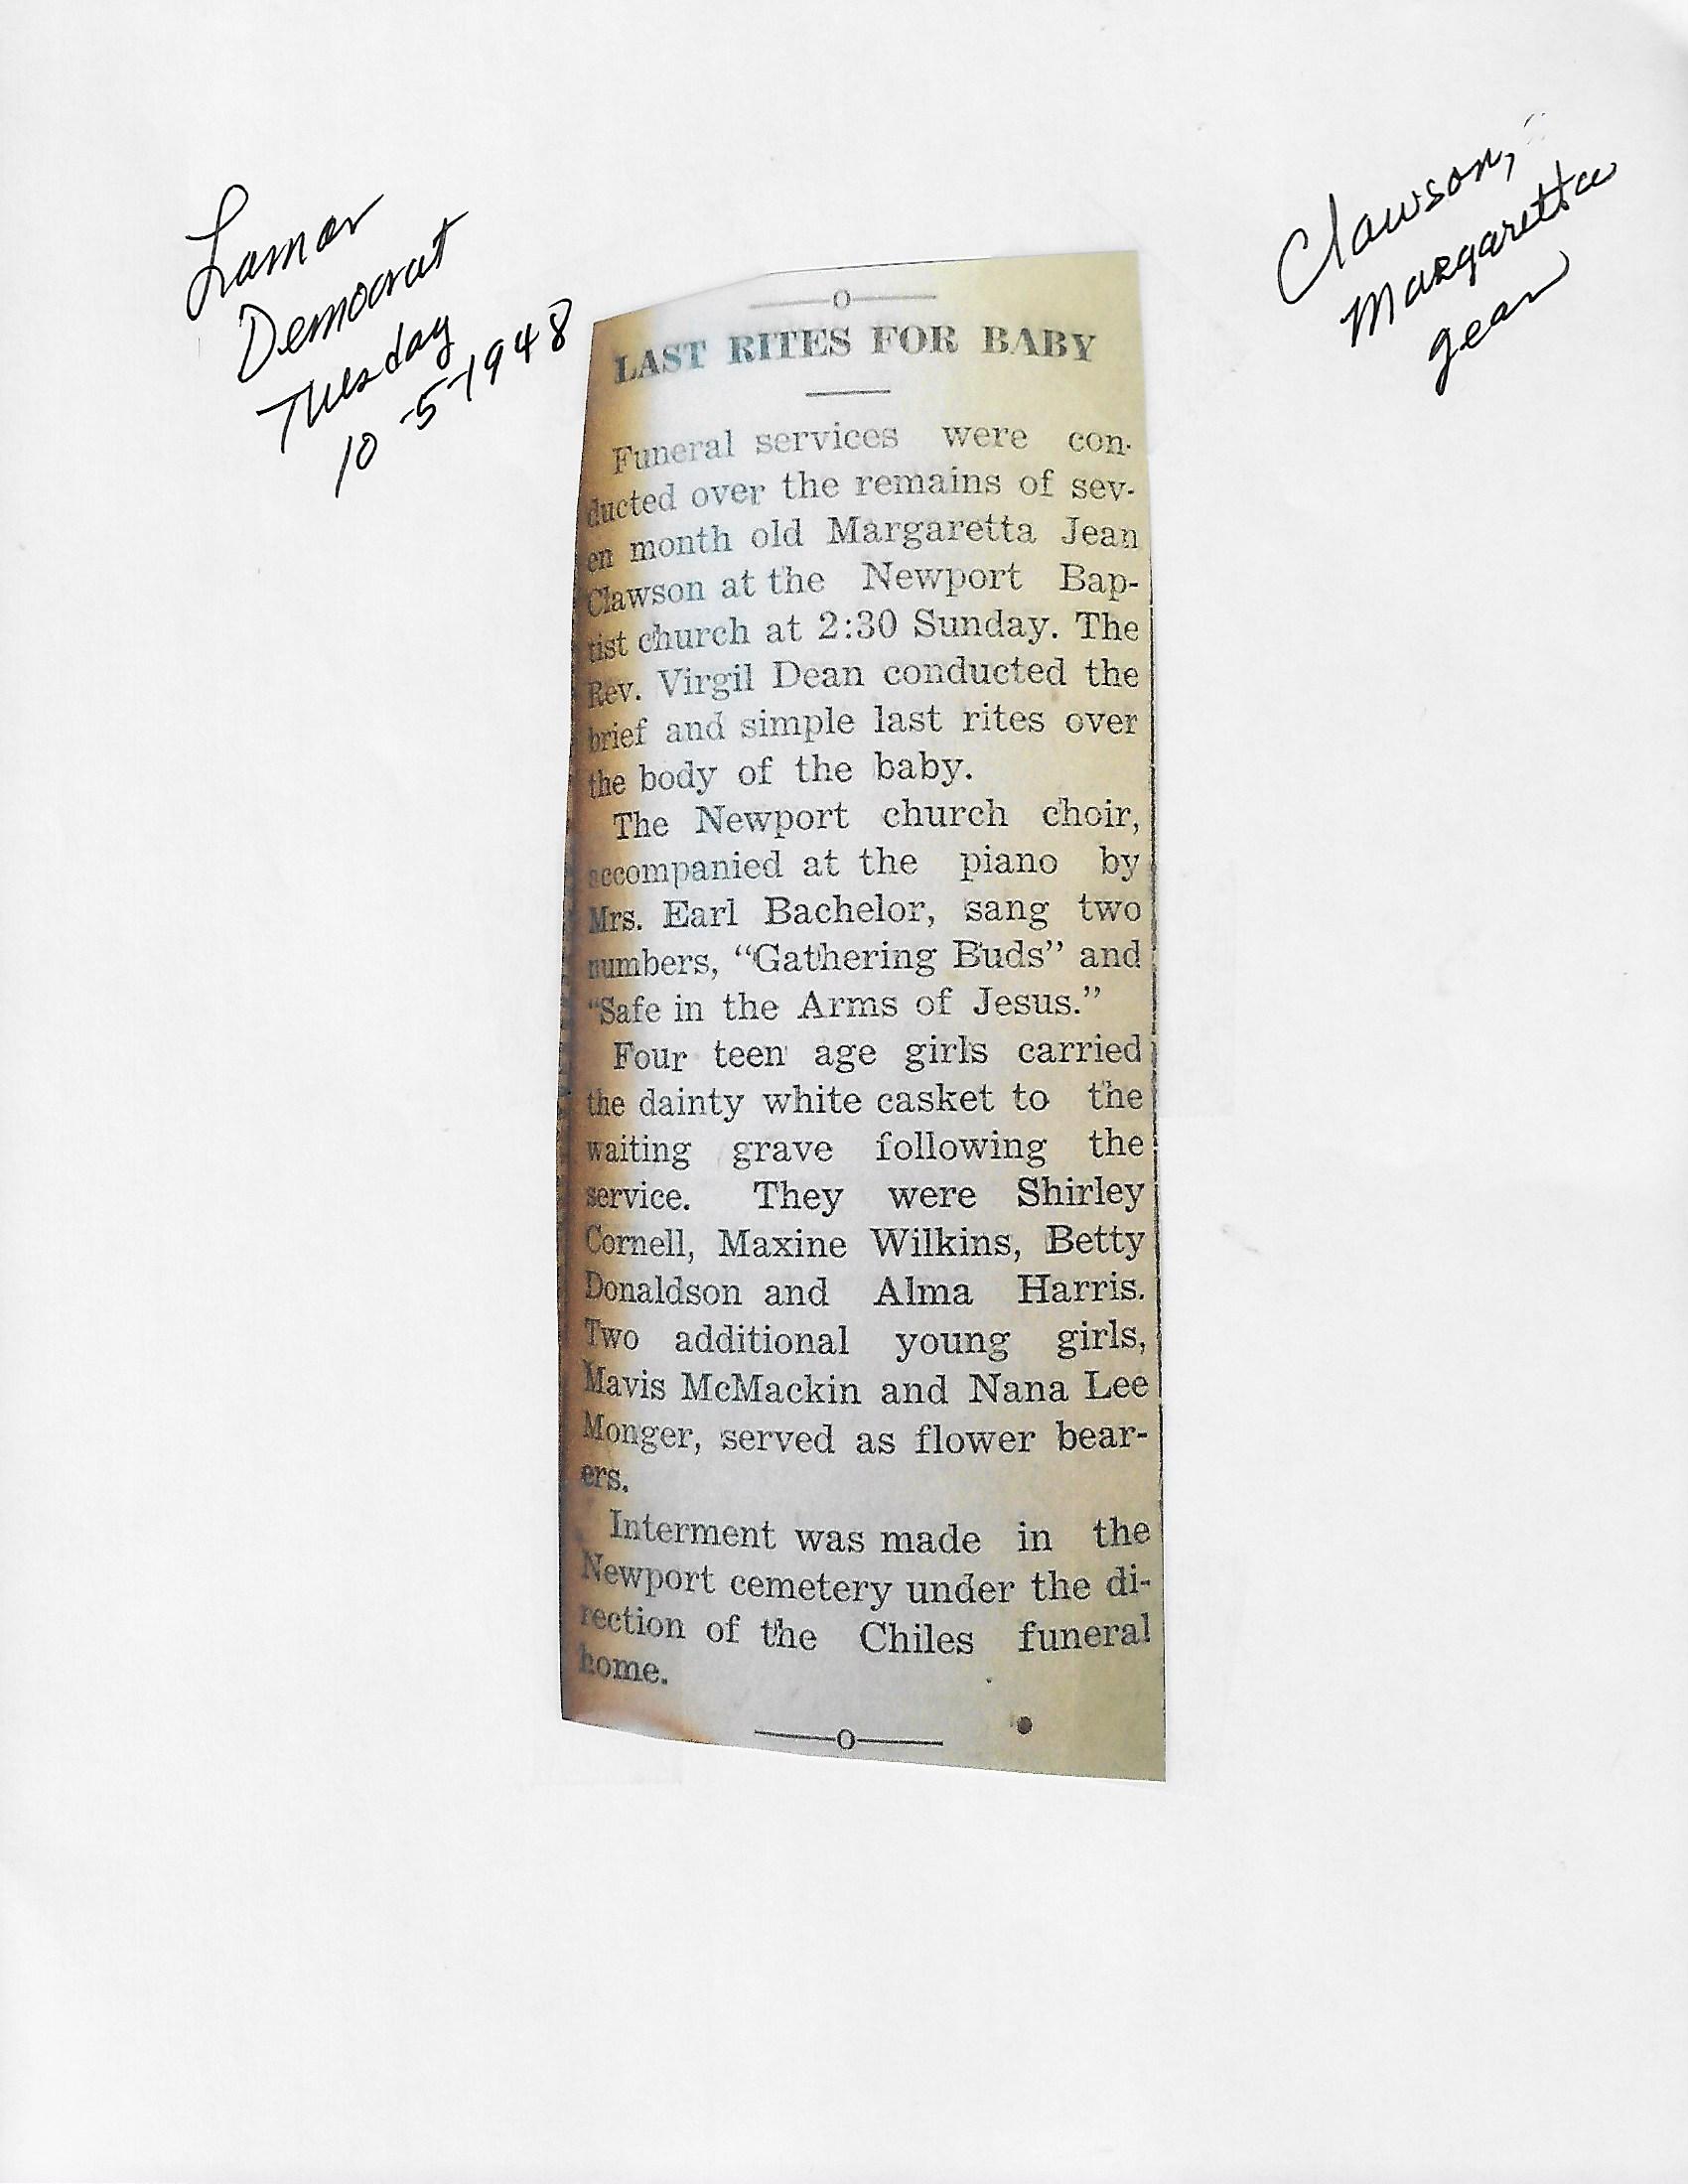 Lamar
Democrat
Tuesday
10-5-1948
Clawson,
Margaretta
Jean
LAST RITES FOR BABY
Funeral services were con-
ducted over the remains of sev-
en month old Margaretta Jean
Clawson at the Newport Bap-
tist church at 2:30 Sunday. The
Rev. Virgil Dean conducted the
brief and simple last rites over
the body of the baby.
The Newport church choir,
accompanied at the piano by
Mrs. Earl Bachelor, sang two
numbers, “Gathering Buds” and
“Safe in the Arms of Jesus.”
Four teen age girls carried
the dainty white casket to the
waiting grave following the
service. They were Shirley
Cornell, Maxine Wilkins, Betty
Donaldson and Alma Harris.
Two additional young girls,
Mavis McMackin and Nana Lee
Monger, served as flower bear-
ers.
Interment was made in the
Newport cemetery under the di-
rection of the Chiles funeral
home.